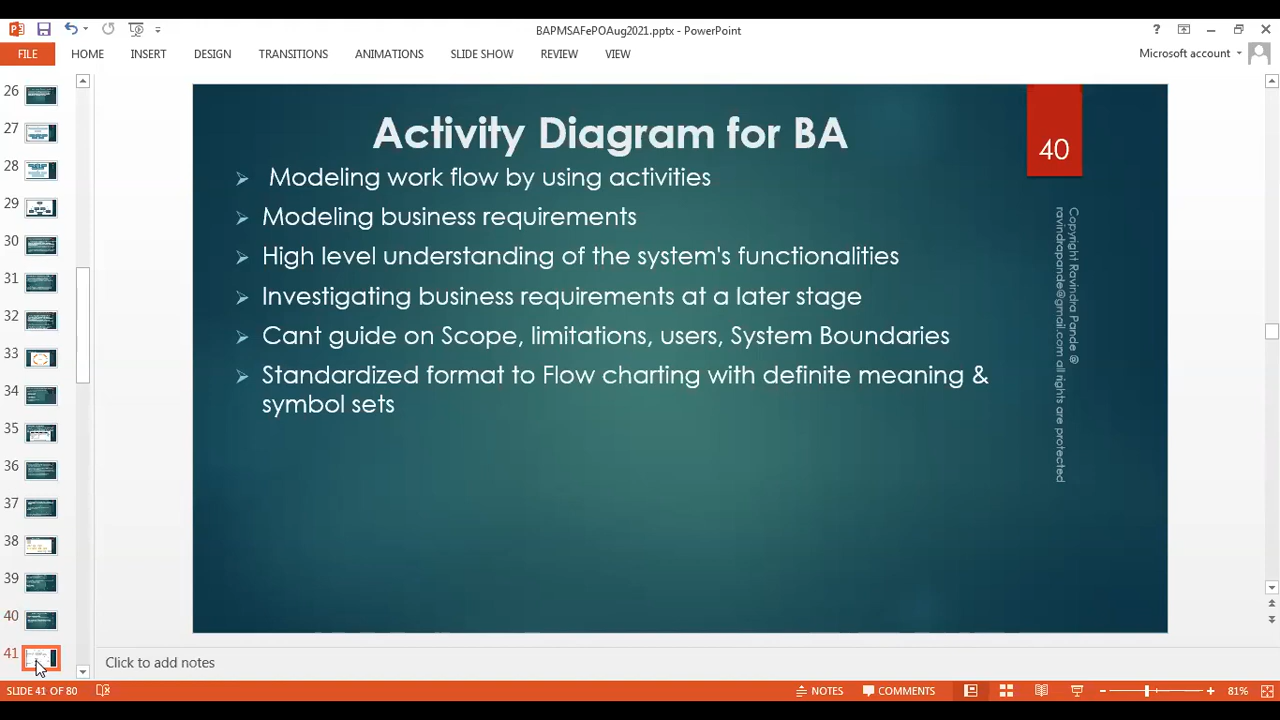 BAPMSAFePOAug2021.pptx - PowerPoint
?
FILE HOME INSERT DESIGN TRANSITIONS ANIMATIONS SLIDE SHOW REVIEW VIEW
Microsoft account
26
27
28
29
30
31
32
33
34
35
36
37
38
39
40
41
Activity Diagram for BA
40
Modeling work flow by using activities
Modeling business requirements
High level understanding of the system's functionalities
Investigating business requirements at a later stage
Cant guide on Scope, limitations, users, System Boundaries
Standardized format to Flow charting with definite meaning &
symbol sets
Copyright Ravindra Pande @
ravindrapande@gmail.com all rights are protected
Click to add notes
SLIDE 41 OF 80
NOTES
COMMENTS
81%